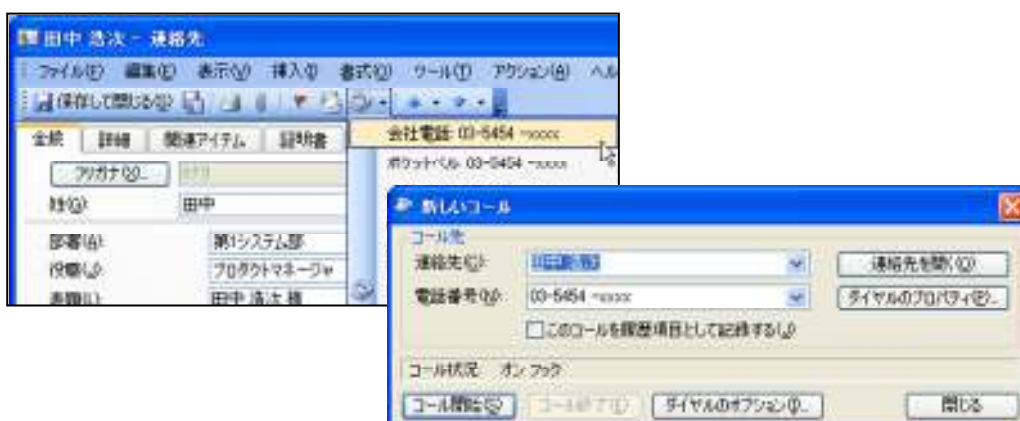 田中 浩次 - 連絡先
ファイル(F) 編集(E) 表示(V) 挿入(I) 書式(O) ツール(T) アクション(A) ヘル
保存して閉じる(S)
全般 詳細 関連アイテム 証明書
会社電話: 03-5454 -xxxx
ポケットベル: 03-5454 -xxxx
フリガナ(X)...
姓(G): 田中
部署(A): 第1システム部
役職(J): プロダクトマネージャ
表題(L): 田中 浩次 様
新しいコール
コール先
連絡先(C): 連絡先を開く(O)
電話番号(N): 03-5454 -xxxx ダイヤルのプロパティ(P)...
このコールを履歴項目として記録する(J)
コール状況 オン フック
コール開始(S) コール終了(E) ダイヤルのオプション(I)... 閉じる